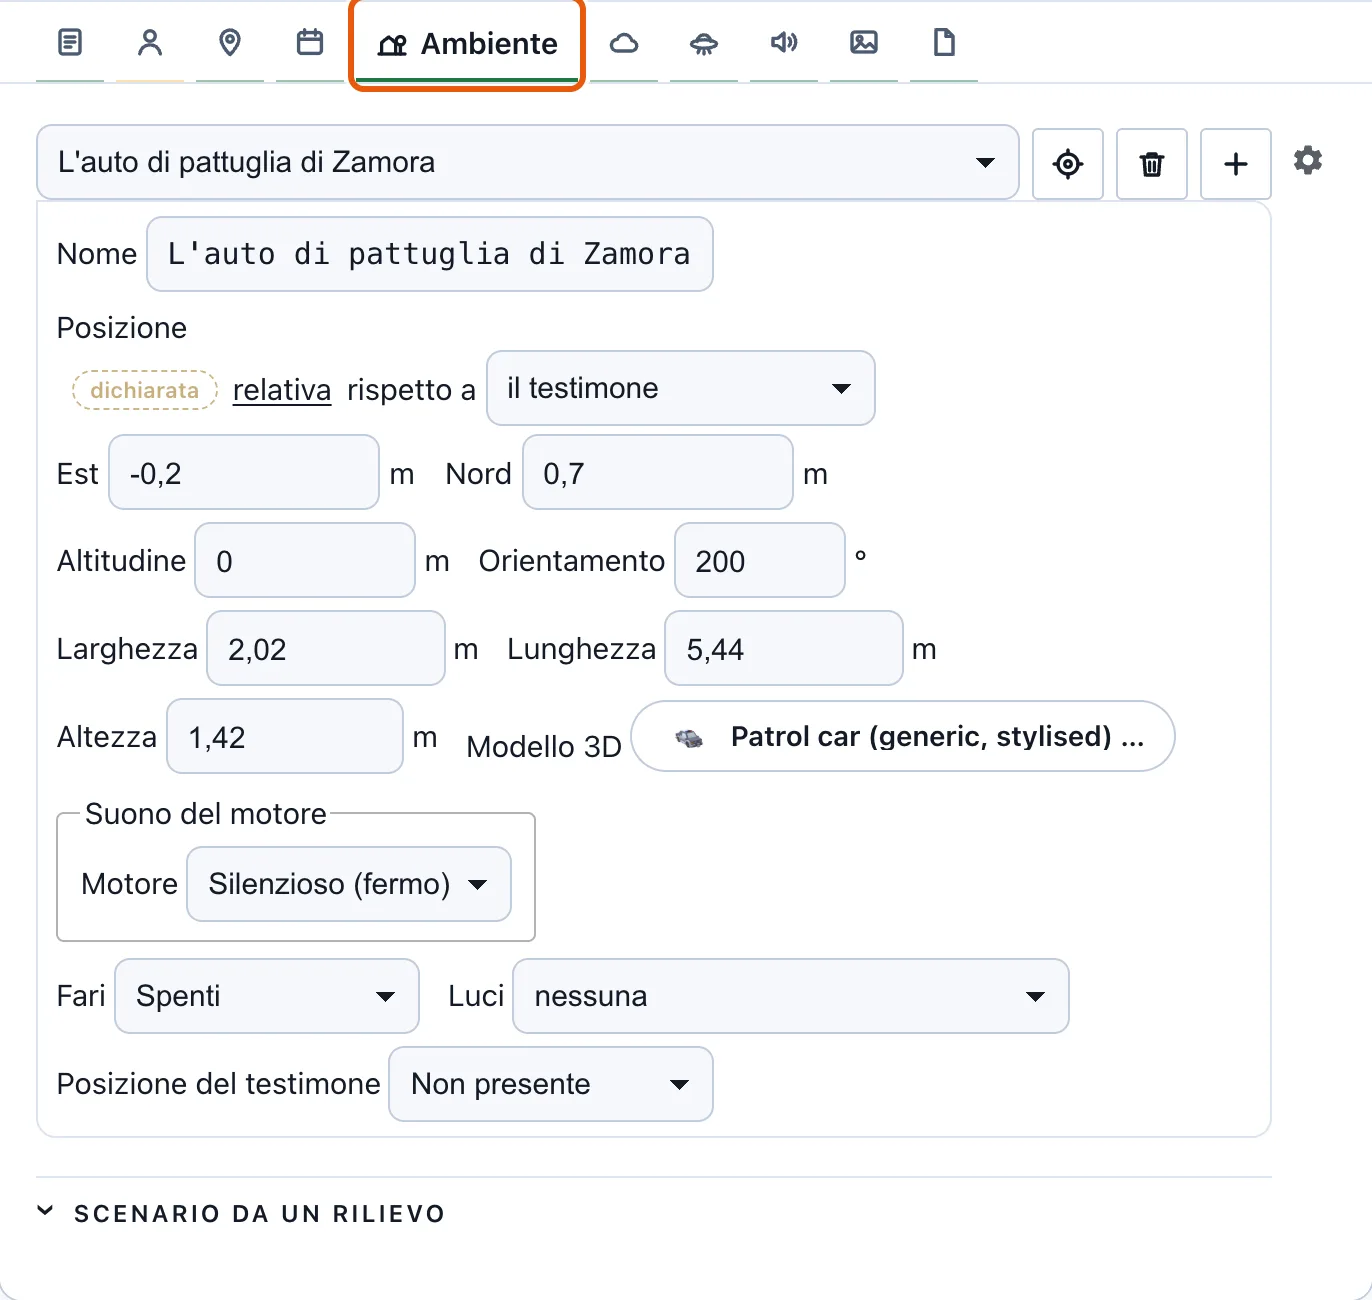 Ambiente
L'auto di pattuglia di Zamora
Nome L'auto di pattuglia di Zamora
Posizione
dichiarata relativa rispetto a il testimone
Est -0,2 m Nord 0,7 m
Altitudine 0 m Orientamento 200 °
Larghezza 2,02 m Lunghezza 5,44 m
Altezza 1,42 m Modello 3D Patrol car (generic, stylised) ...
Suono del motore
Motore Silenzioso (fermo)
Fari Spenti Luci nessuna
Posizione del testimone Non presente
SCENARIO DA UN RILIEVO